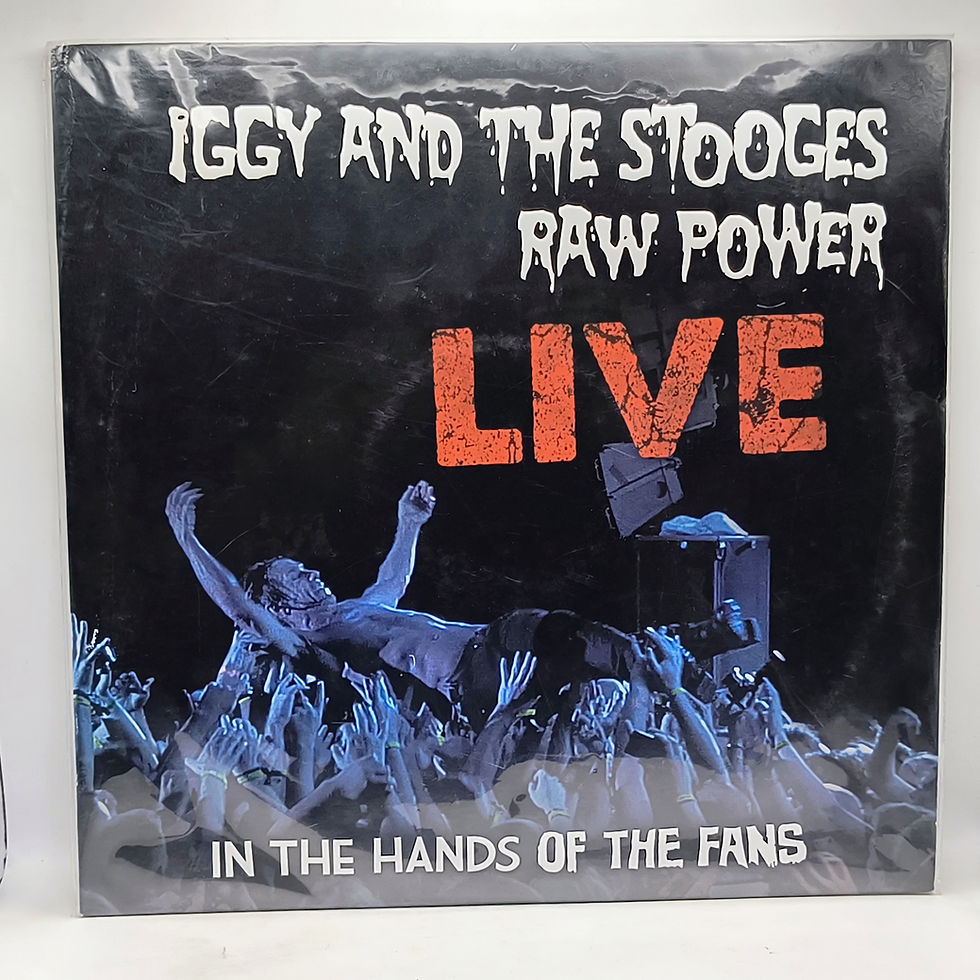 IGGY AND THE STOOGES
RAW POWER
LIVE
IN THE HANDS OF THE FANS